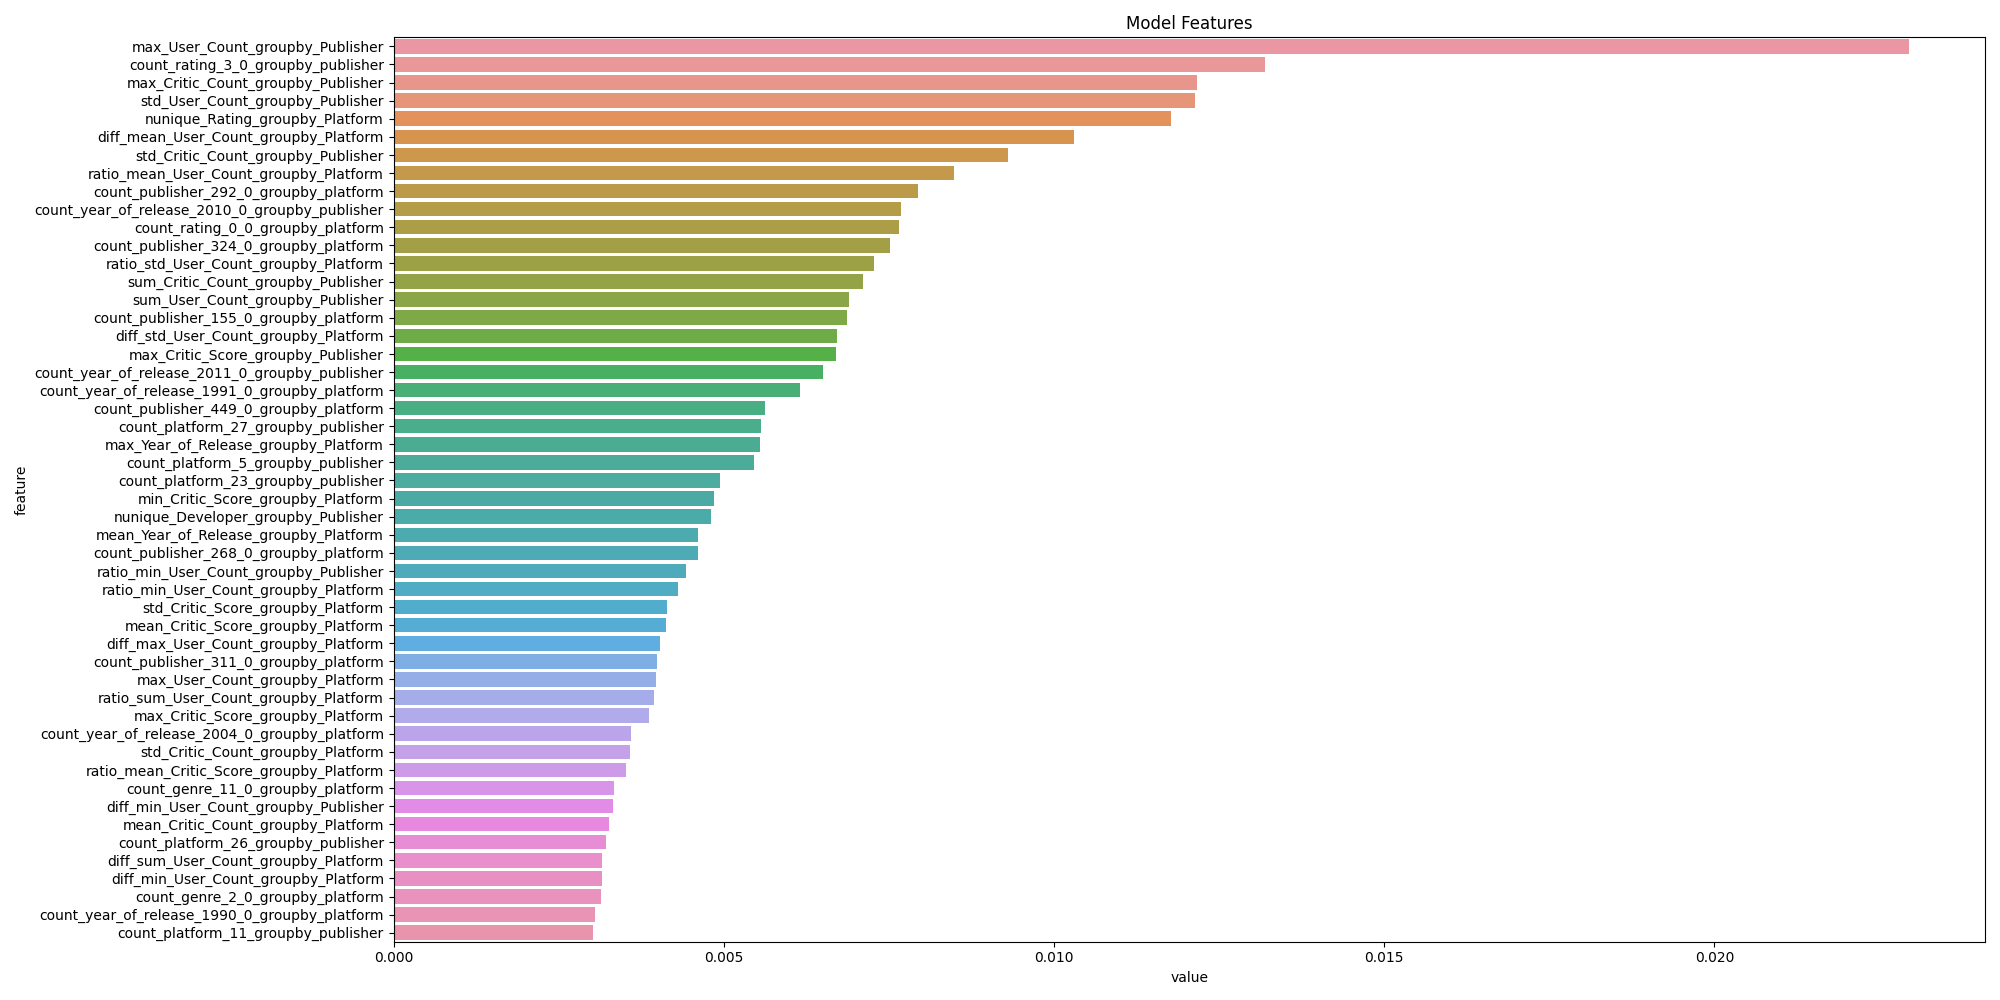 Model Features
max_User_Count_groupby_Publisher
count_rating_3_0_groupby_publisher
max_Critic_Count_groupby_Publisher
std_User_Count_groupby_Publisher
nunique_Rating_groupby_Platform
diff_mean_User_Count_groupby_Platform
std_Critic_Count_groupby_Publisher
ratio_mean_User_Count_groupby_Platform
count_publisher_292_0_groupby_platform
count_year_of_release_2010_0_groupby_publisher
count_rating_0_0_groupby_platform
count_publisher_324_0_groupby_platform
ratio_std_User_Count_groupby_Platform
sum_Critic_Count_groupby_Publisher
sum_User_Count_groupby_Publisher
count_publisher_155_0_groupby_platform
diff_std_User_Count_groupby_Platform
max_Critic_Score_groupby_Publisher
count_year_of_release_2011_0_groupby_publisher
count_year_of_release_1991_0_groupby_platform
count_publisher_449_0_groupby_platform
count_platform_27_groupby_publisher
max_Year_of_Release_groupby_Platform
count_platform_5_groupby_publisher
count_platform_23_groupby_publisher
min_Critic_Score_groupby_Platform
nunique_Developer_groupby_Publisher
mean_Year_of_Release_groupby_Platform
count_publisher_268_0_groupby_platform
ratio_min_User_Count_groupby_Publisher
ratio_min_User_Count_groupby_Platform
std_Critic_Score_groupby_Platform
mean_Critic_Score_groupby_Platform
diff_max_User_Count_groupby_Platform
count_publisher_311_0_groupby_platform
max_User_Count_groupby_Platform
ratio_sum_User_Count_groupby_Platform
max_Critic_Score_groupby_Platform
count_year_of_release_2004_0_groupby_platform
std_Critic_Count_groupby_Platform
ratio_mean_Critic_Score_groupby_Platform
count_genre_11_0_groupby_platform
diff_min_User_Count_groupby_Publisher
mean_Critic_Count_groupby_Platform
count_platform_26_groupby_publisher
diff_sum_User_Count_groupby_Platform
diff_min_User_Count_groupby_Platform
count_genre_2_0_groupby_platform
count_year_of_release_1990_0_groupby_platform
count_platform_11_groupby_publisher
feature
0.000 0.005 0.010 0.015 0.020
value